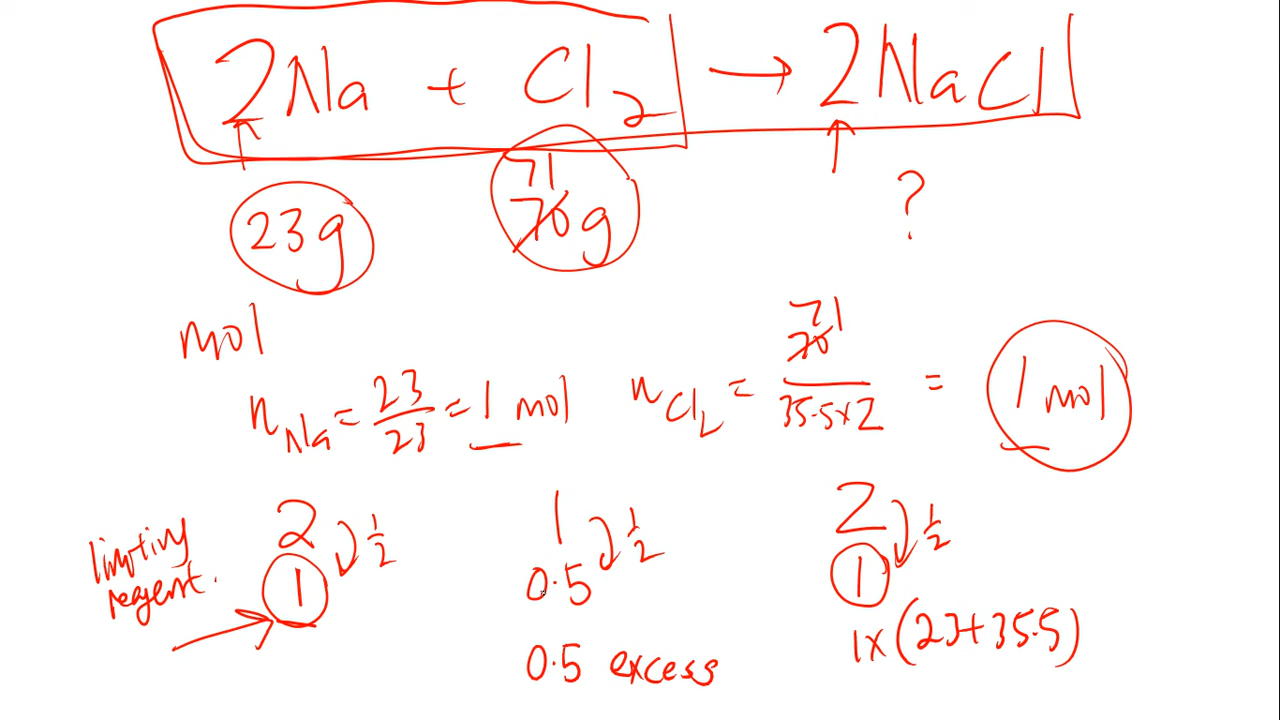 2Na + Cl₂ → 2NaCl
71
23g 70g ?
mol
71
70
n_Na = 23/23 = 1 mol n_Cl₂ = /35.5×2 = 1 mol
2 ½ 1 ½ 2 ½
limiting reagent. 1 0.5 1
0.5 excess 1×(23+35.5)